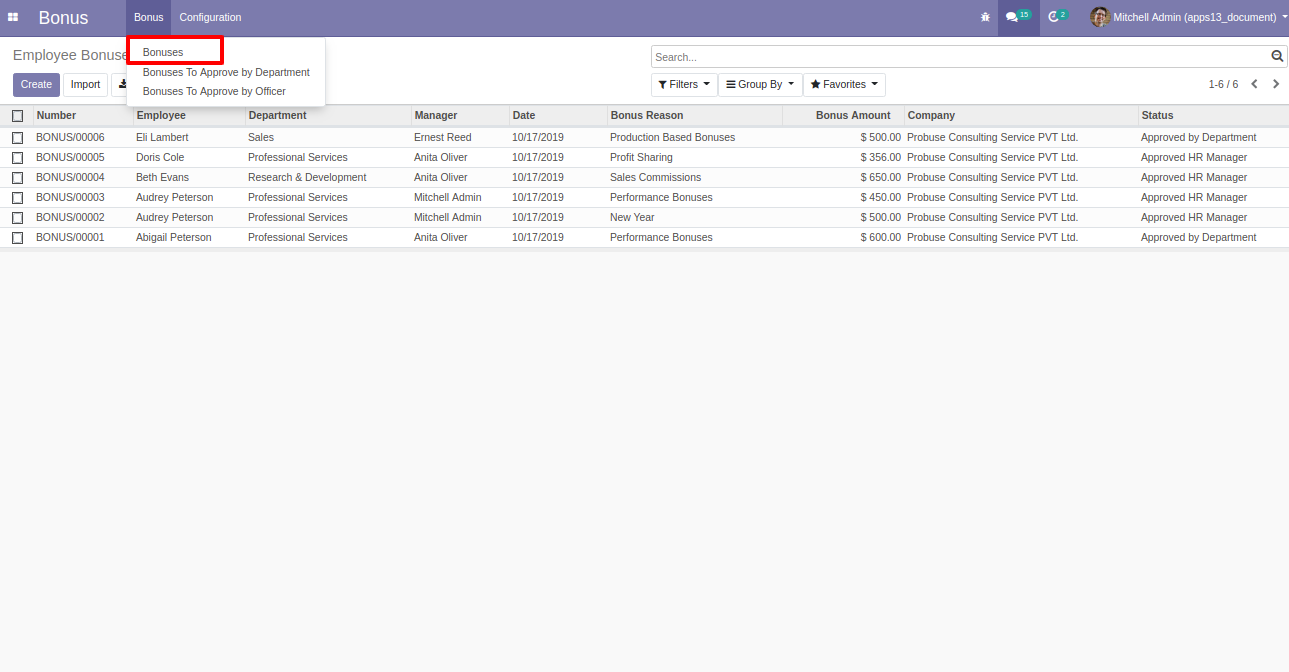 Bonus Bonus Configuration 15 2 Mitchell Admin (apps13_document)
Employee Bonuse Search...
Bonuses
Bonuses To Approve by Department
Bonuses To Approve by Officer
Create Import Filters Group By Favorites 1-6 / 6
Number Employee Department Manager Date Bonus Reason Bonus Amount Company Status
BONUS/00006 Eli Lambert Sales Ernest Reed 10/17/2019 Production Based Bonuses $ 500.00 Probuse Consulting Service PVT Ltd. Approved by Department
BONUS/00005 Doris Cole Professional Services Anita Oliver 10/17/2019 Profit Sharing $ 356.00 Probuse Consulting Service PVT Ltd. Approved HR Manager
BONUS/00004 Beth Evans Research & Development Anita Oliver 10/17/2019 Sales Commissions $ 650.00 Probuse Consulting Service PVT Ltd. Approved HR Manager
BONUS/00003 Audrey Peterson Professional Services Mitchell Admin 10/17/2019 Performance Bonuses $ 450.00 Probuse Consulting Service PVT Ltd. Approved HR Manager
BONUS/00002 Audrey Peterson Professional Services Mitchell Admin 10/17/2019 New Year $ 500.00 Probuse Consulting Service PVT Ltd. Approved HR Manager
BONUS/00001 Abigail Peterson Professional Services Anita Oliver 10/17/2019 Performance Bonuses $ 600.00 Probuse Consulting Service PVT Ltd. Approved by Department